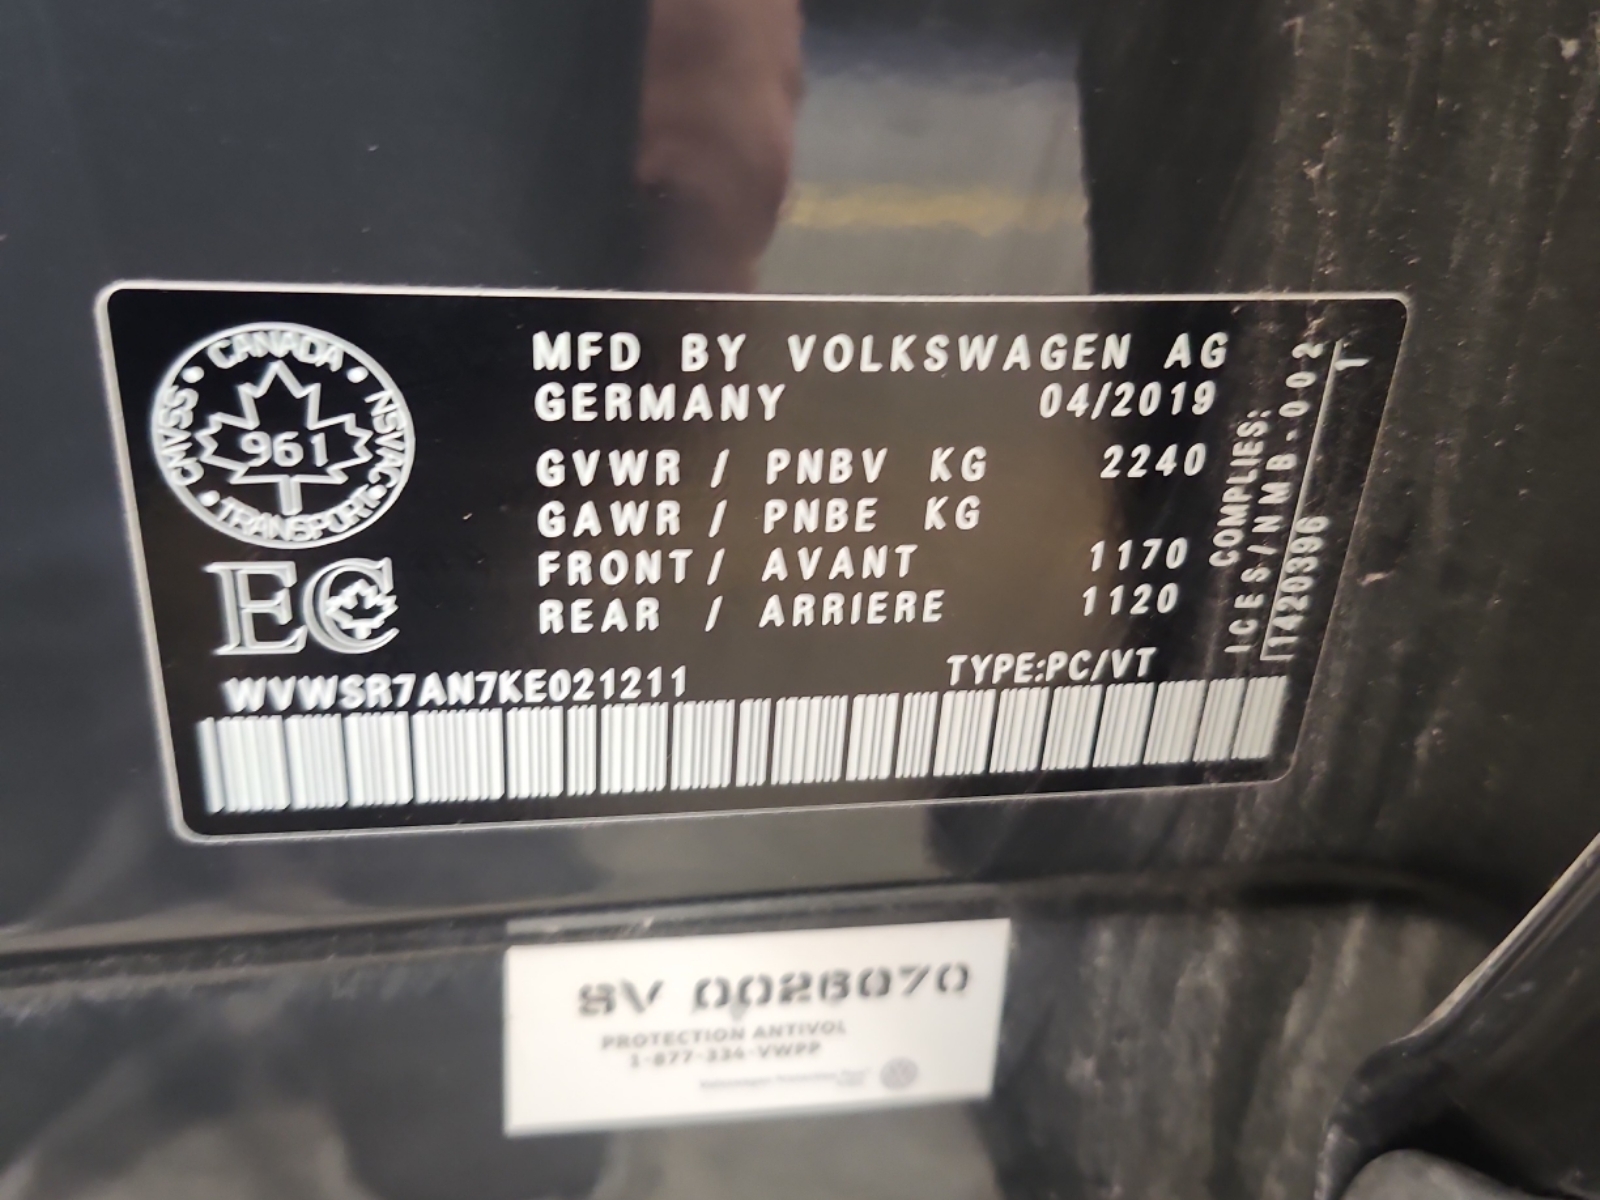 CANADA
CMVSS • NSVAC
961
TRANSPORT
EC
MFD BY VOLKSWAGEN AG
GERMANY 04/2019
GVWR / PNBV KG 2240
GAWR / PNBE KG
FRONT / AVANT 1170
REAR / ARRIERE 1120
WVWSR7AN7KE021211 TYPE:PC/VT
COMPLIES:
ICES/NMB-002
1420396 1
SV 0026070
PROTECTION ANTIVOL
1-877-334-VWPP